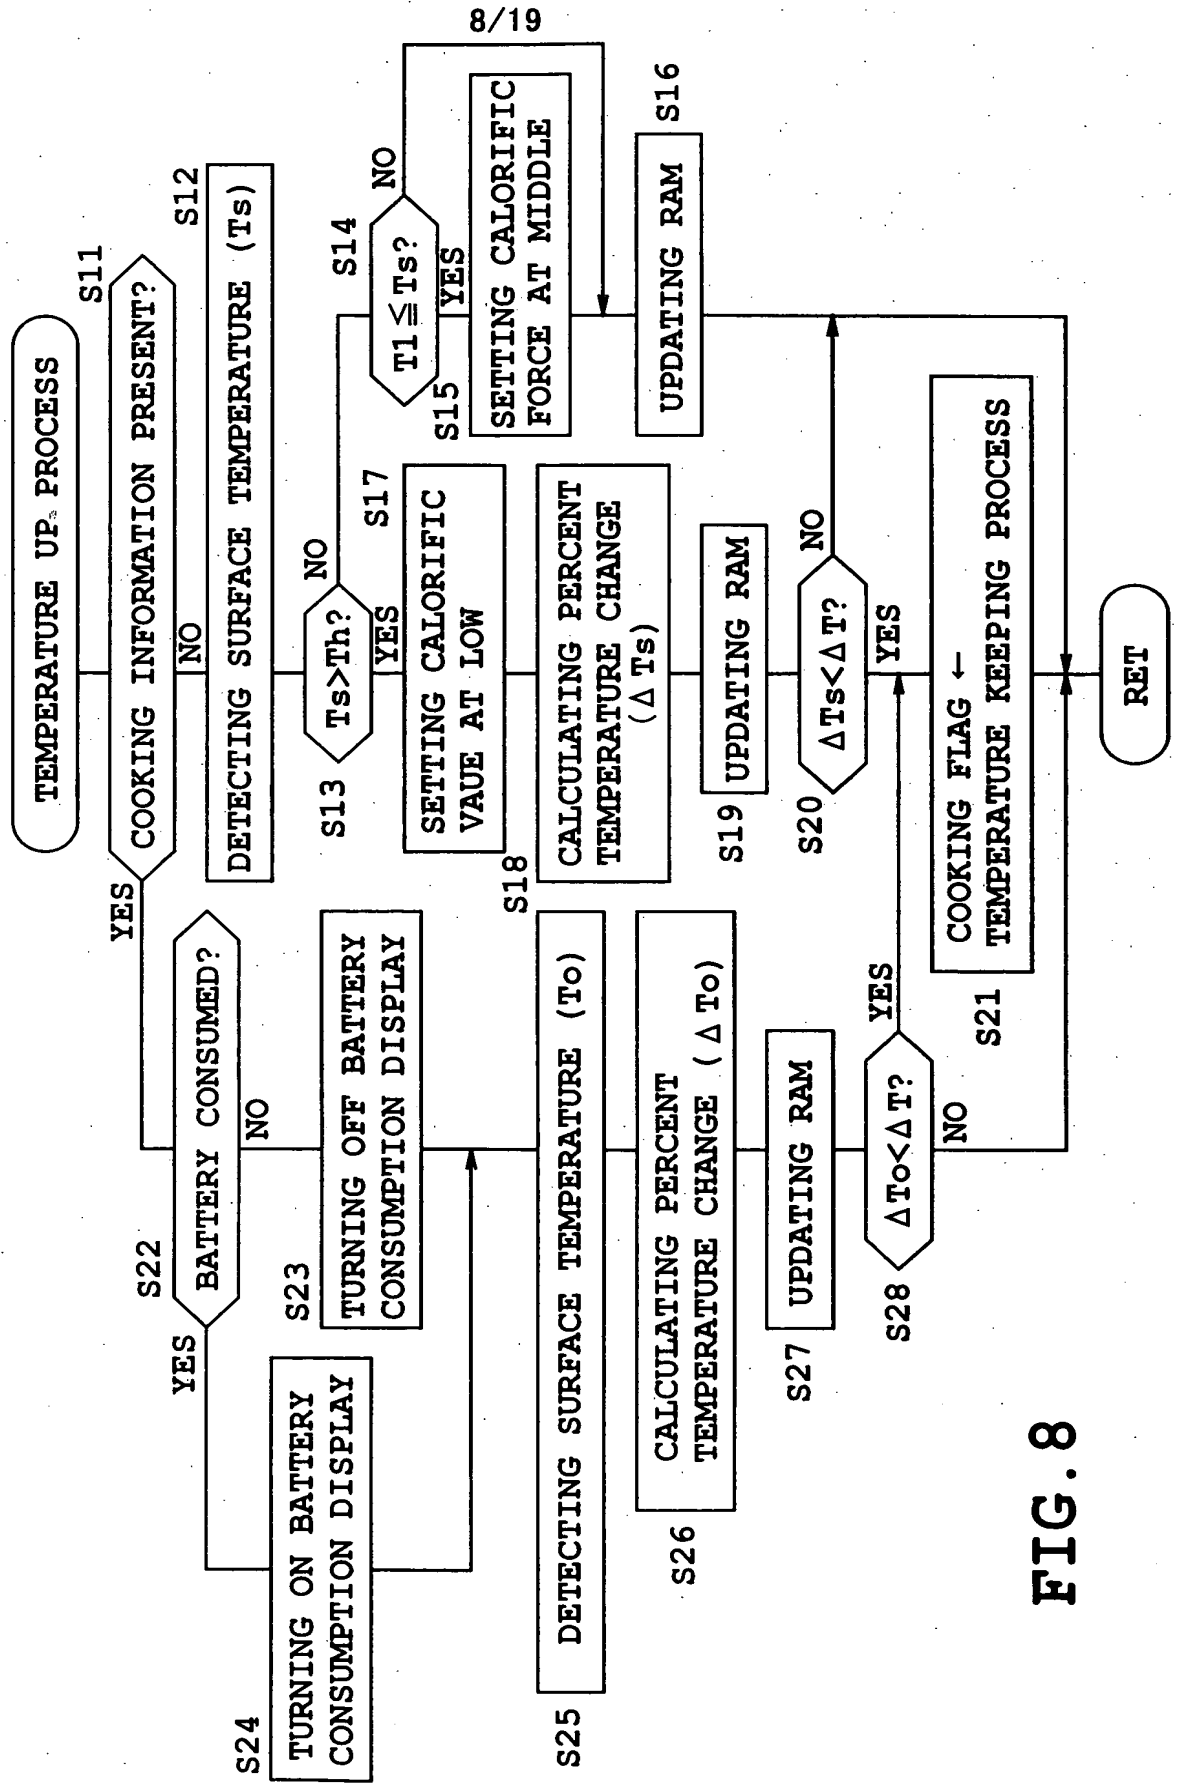 8/19
TEMPERATURE UP PROCESS
S11
COOKING INFORMATION PRESENT?
YES
NO
S12
DETECTING SURFACE TEMPERATURE (Ts)
S13
Ts>Th?
NO
YES
S14
T1≦Ts?
NO
YES
S15
SETTING CALORIFIC
FORCE AT MIDDLE
S16
UPDATING RAM
S17
SETTING CALORIFIC
VAUE AT LOW
S18
CALCULATING PERCENT
TEMPERATURE CHANGE
(ΔTs)
S19
UPDATING RAM
S20
ΔTs<ΔT?
NO
YES
S21
COOKING FLAG ←
TEMPERATURE KEEPING PROCESS
S22
BATTERY CONSUMED?
YES
NO
S23
TURNING OFF BATTERY
CONSUMPTION DISPLAY
S24
TURNING ON BATTERY
CONSUMPTION DISPLAY
S25
DETECTING SURFACE TEMPERATURE (To)
S26
CALCULATING PERCENT
TEMPERATURE CHANGE (ΔTo)
S27
UPDATING RAM
S28
ΔTo<ΔT?
YES
NO
RET
FIG.8